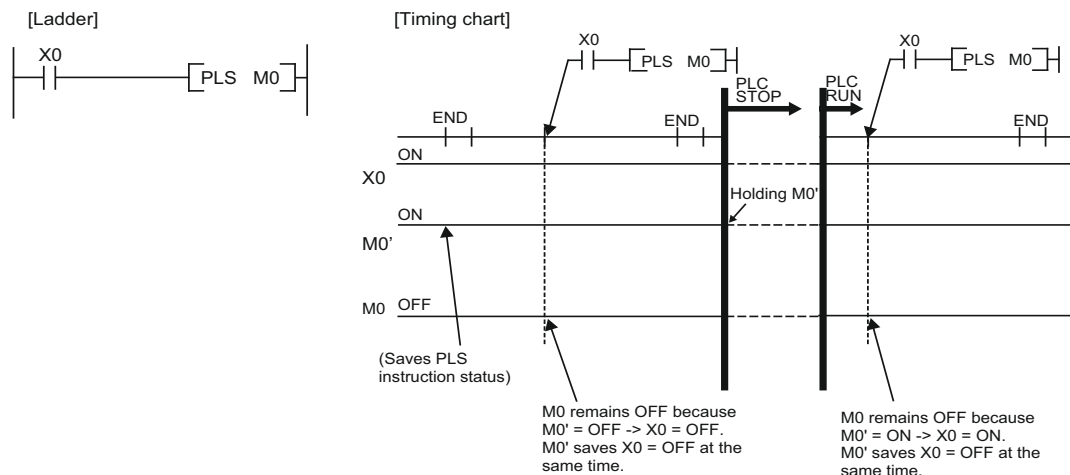 [Ladder]
X0
PLS M0
[Timing chart]
X0
PLS M0
PLC
STOP
PLC
RUN
X0
PLS M0
END
END
END
ON
X0
Holding M0'
ON
M0'
M0 OFF
(Saves PLS
instruction status)
M0 remains OFF because
M0' = OFF -> X0 = OFF.
M0' saves X0 = OFF at the
same time.
M0 remains OFF because
M0' = ON -> X0 = ON.
M0' saves X0 = OFF at the
same time.